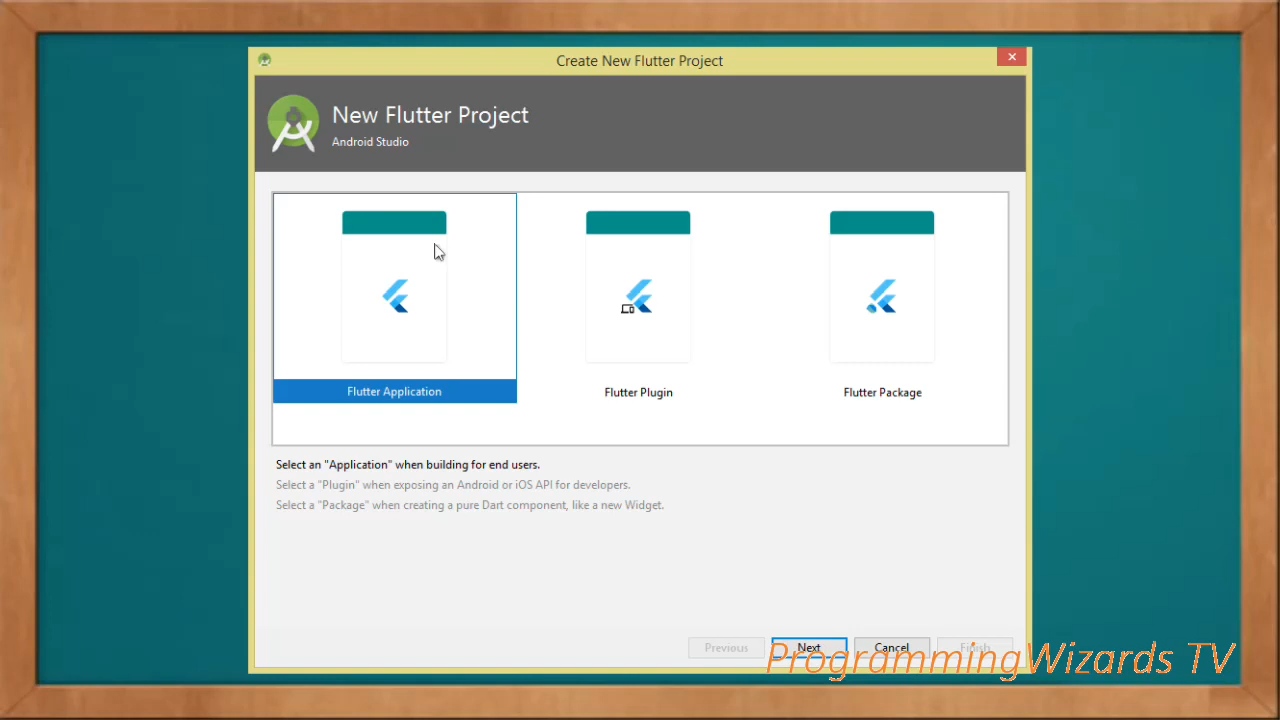 Create New Flutter Project
New Flutter Project
Android Studio
Flutter Application
Flutter Plugin
Flutter Package
Select an "Application" when building for end users.
Select a "Plugin" when exposing an Android or iOS API for developers.
Select a "Package" when creating a pure Dart component, like a new Widget.
Previous
Next
Cancel
Finish
ProgrammingWizards TV